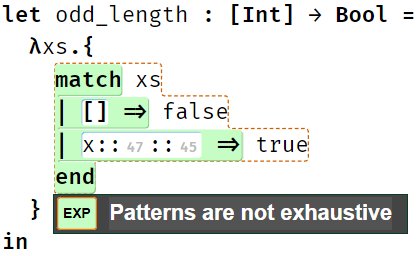 let odd_length : [Int] → Bool =
λxs.{
match xs
| [] ⇒ false
| x:: 47 :: 45 ⇒ true
end
} EXP Patterns are not exhaustive
in